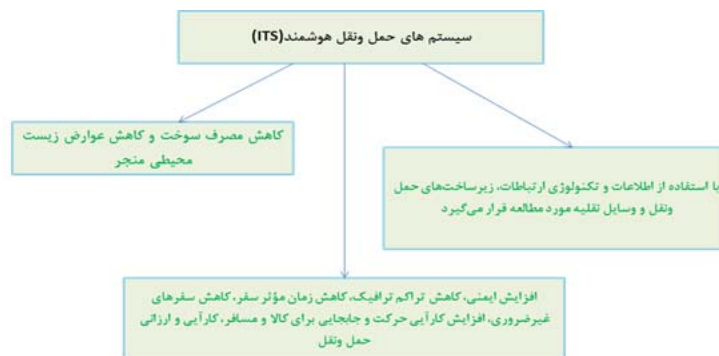 سیستم های حمل ونقل هوشمند(ITS)
کاهش مصرف سوخت و کاهش عوارض زیست
محیطی منجر
با استفاده از اطلاعات و تکنولوژی ارتباطات، زیرساخت‌های حمل
ونقل و وسایل نقلیه مورد مطالعه قرار می‌گیرد
افزایش ایمنی، کاهش تراکم ترافیک، کاهش زمان مؤثر سفر، کاهش سفرهای
غیرضروری، افزایش کارآیی حرکت و جابجایی برای کالا و مسافر، کارآیی و ارزانی
حمل ونقل